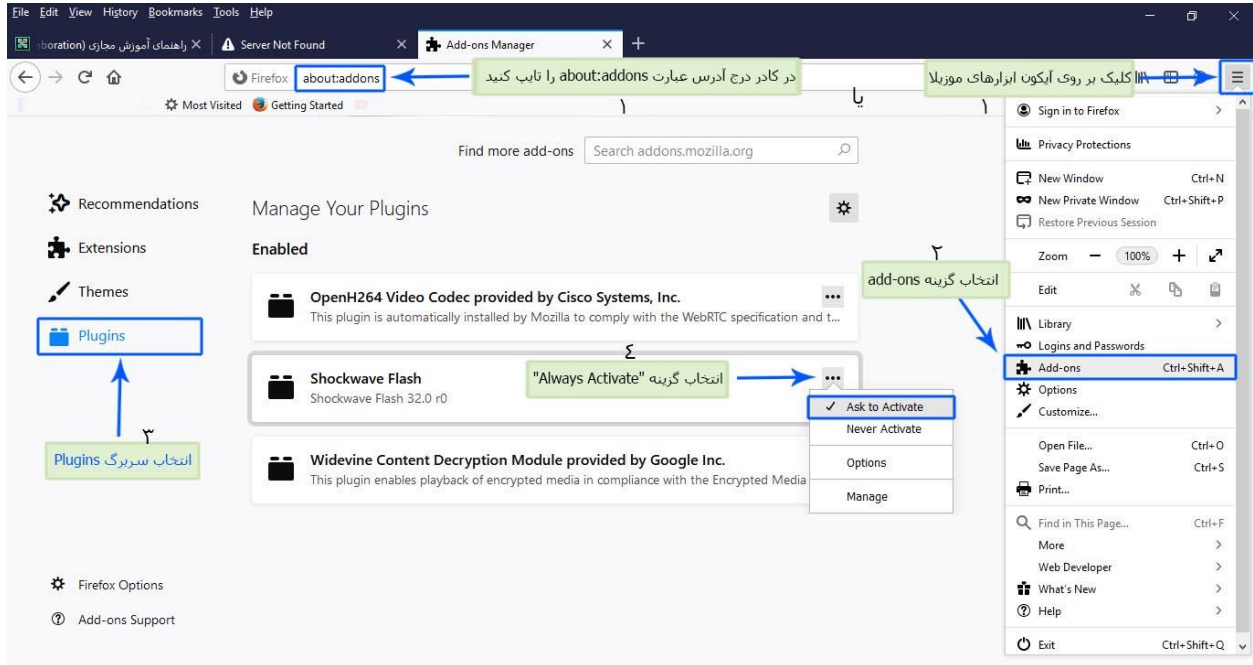 File Edit View History Bookmarks Tools Help
راهنمای آموزش مجازی (boration
Server Not Found
Add-ons Manager
Firefox about:addons
در کادر درج آدرس عبارت about:addons را تایپ کنید
کلیک بر روی آیکون ابزارهای موزیلا
Most Visited Getting Started
۱
یا
۱
Find more add-ons Search addons.mozilla.org
Recommendations
Extensions
Themes
Plugins
۳
انتخاب سربرگ Plugins
Firefox Options
Add-ons Support
Manage Your Plugins
Enabled
OpenH264 Video Codec provided by Cisco Systems, Inc.
This plugin is automatically installed by Mozilla to comply with the WebRTC specification and t...
٤
Shockwave Flash
Shockwave Flash 32.0 r0
انتخاب گزینه "Always Activate"
Ask to Activate
Never Activate
Options
Manage
Widevine Content Decryption Module provided by Google Inc.
This plugin enables playback of encrypted media in compliance with the Encrypted Media
۲
انتخاب گزینه add-ons
Sign in to Firefox
Privacy Protections
New Window Ctrl+N
New Private Window Ctrl+Shift+P
Restore Previous Session
Zoom 100%
Edit
Library
Logins and Passwords
Add-ons Ctrl+Shift+A
Options
Customize...
Open File... Ctrl+O
Save Page As... Ctrl+S
Print...
Find in This Page... Ctrl+F
More
Web Developer
What's New
Help
Exit Ctrl+Shift+Q